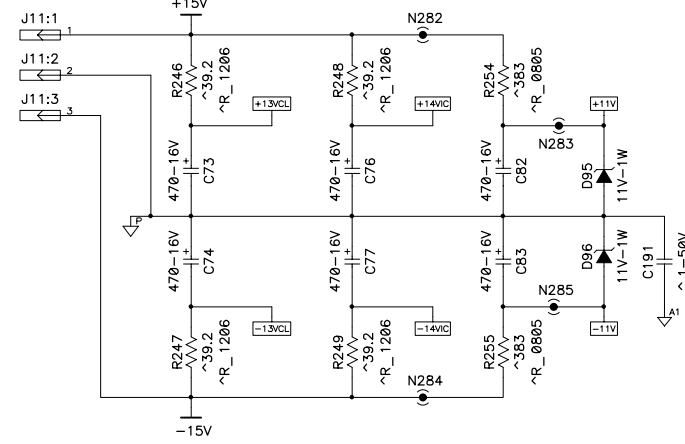 +15V
J11:1
1
J11:2
2
J11:3
3
N282
R246
^39.2
^R_1206
R248
^39.2
^R_1206
R254
^383
^R_0805
+13VCL
+14VIC
+11V
N283
470-16V
+
C73
470-16V
+
C76
470-16V
+
C82
D95
11V-1W
P
470-16V
+
C74
470-16V
+
C77
470-16V
+
C83
D96
11V-1W
C191
^.1-50V
A1
N285
-13VCL
-14VIC
-11V
R247
^39.2
^R_1206
R249
^39.2
^R_1206
R255
^383
^R_0805
N284
-15V